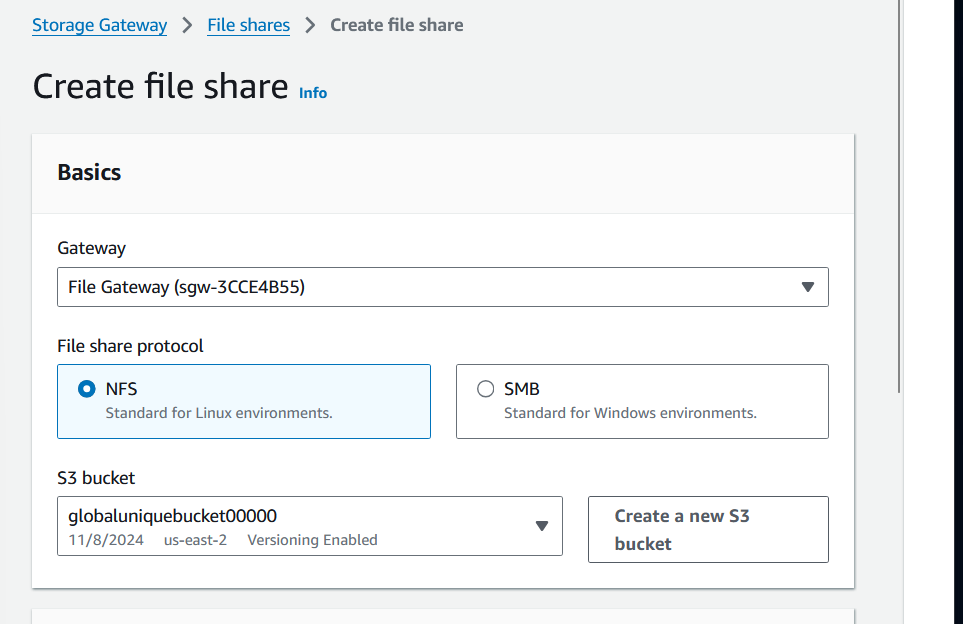 Storage Gateway > File shares > Create file share
Create file share Info
Basics
Gateway
File Gateway (sgw-3CCE4B55)
File share protocol
NFS
Standard for Linux environments.
SMB
Standard for Windows environments.
S3 bucket
globaluniquebucket00000
11/8/2024 us-east-2 Versioning Enabled
Create a new S3
bucket